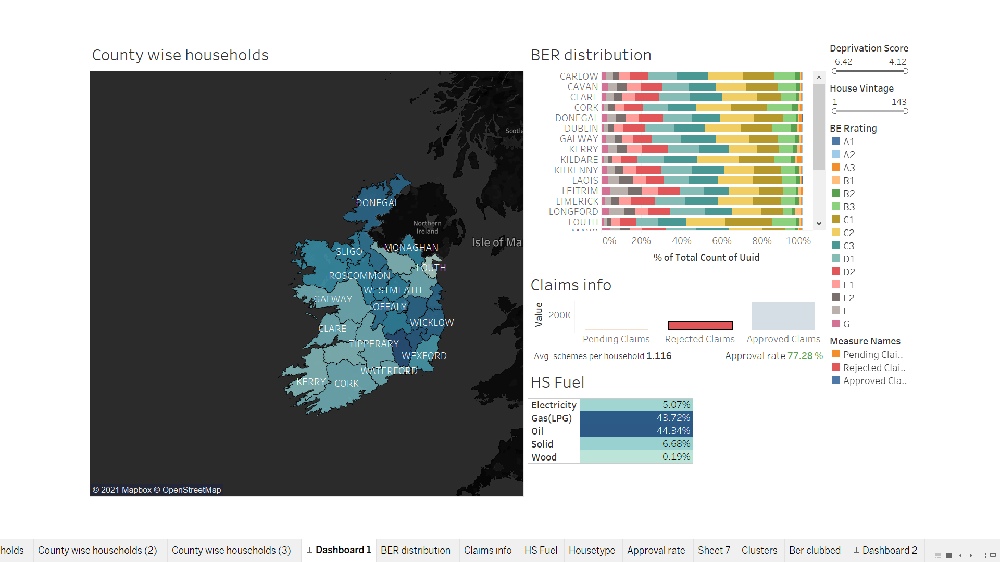 County wise households
DONEGAL
Northern
Ireland
Isle of Mar
MONAGHAN
SLIGO
LOUTH
ROSCOMMON
WESTMEATH
GALWAY
OFFALY
WICKLOW
CLARE
TIPPERARY
WEXFORD
WATERFORD
KERRY
CORK
Scotla
© 2021 Mapbox © OpenStreetMap
BER distribution
CARLOW
CAVAN
CLARE
CORK
DONEGAL
DUBLIN
GALWAY
KERRY
KILDARE
KILKENNY
LAOIS
LEITRIM
LIMERICK
LONGFORD
LOUTH
MAYO
0% 20% 40% 60% 80% 100%
% of Total Count of Uuid
Claims info
Value
200K
Pending Claims Rejected Claims Approved Claims
Avg. schemes per household 1.116 Approval rate 77.28 %
HS Fuel
Electricity 5.07%
Gas(LPG) 43.72%
Oil 44.34%
Solid 6.68%
Wood 0.19%
Deprivation Score
-6.42 4.12
House Vintage
1 143
BE Rrating
A1
A2
A3
B1
B2
B3
C1
C2
C3
D1
D2
E1
E2
F
G
Measure Names
Pending Clai..
Rejected Clai..
Approved Cla..
holds County wise households (2) County wise households (3) Dashboard 1 BER distribution Claims info HS Fuel Housetype Approval rate Sheet 7 Clusters Ber clubbed Dashboard 2